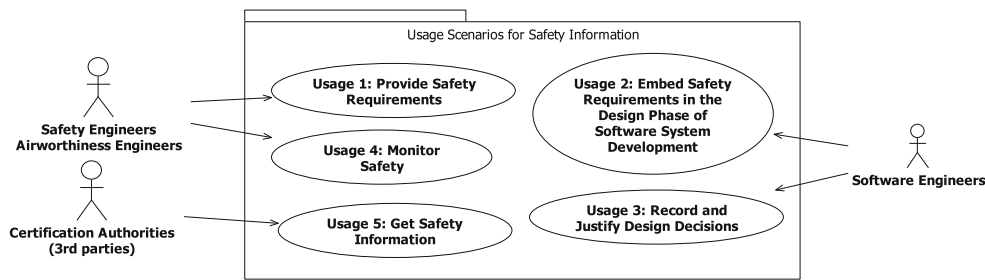 Usage Scenarios for Safety Information
Usage 1: Provide Safety
Requirements
Usage 2: Embed Safety
Requirements in the
Design Phase of
Software System
Development
Safety Engineers
Airworthiness Engineers
Usage 4: Monitor
Safety
Software Engineers
Certification Authorities
(3rd parties)
Usage 5: Get Safety
Information
Usage 3: Record and
Justify Design Decisions